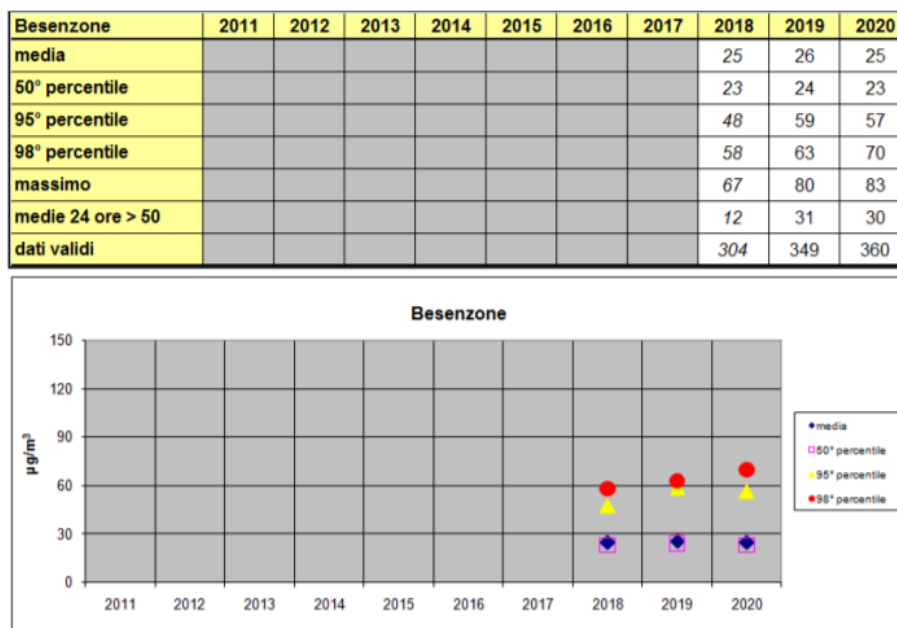 Besenzone 2011 2012 2013 2014 2015 2016 2017 2018 2019 2020
media 25 26 25
50° percentile 23 24 23
95° percentile 48 59 57
98° percentile 58 63 70
massimo 67 80 83
medie 24 ore > 50 12 31 30
dati validi 304 349 360
Besenzone
150
120
90
60
30
0
µg/m³
2011 2012 2013 2014 2015 2016 2017 2018 2019 2020
media
50° percentile
95° percentile
98° percentile